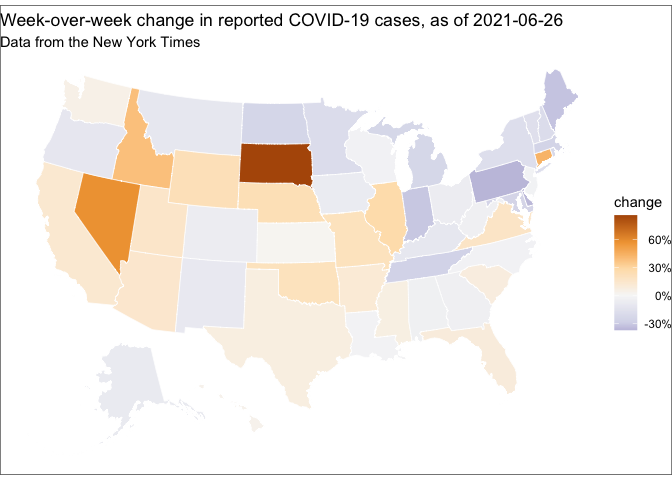 Week-over-week change in reported COVID-19 cases, as of 2021-06-26
Data from the New York Times
change
60%
30%
0%
-30%